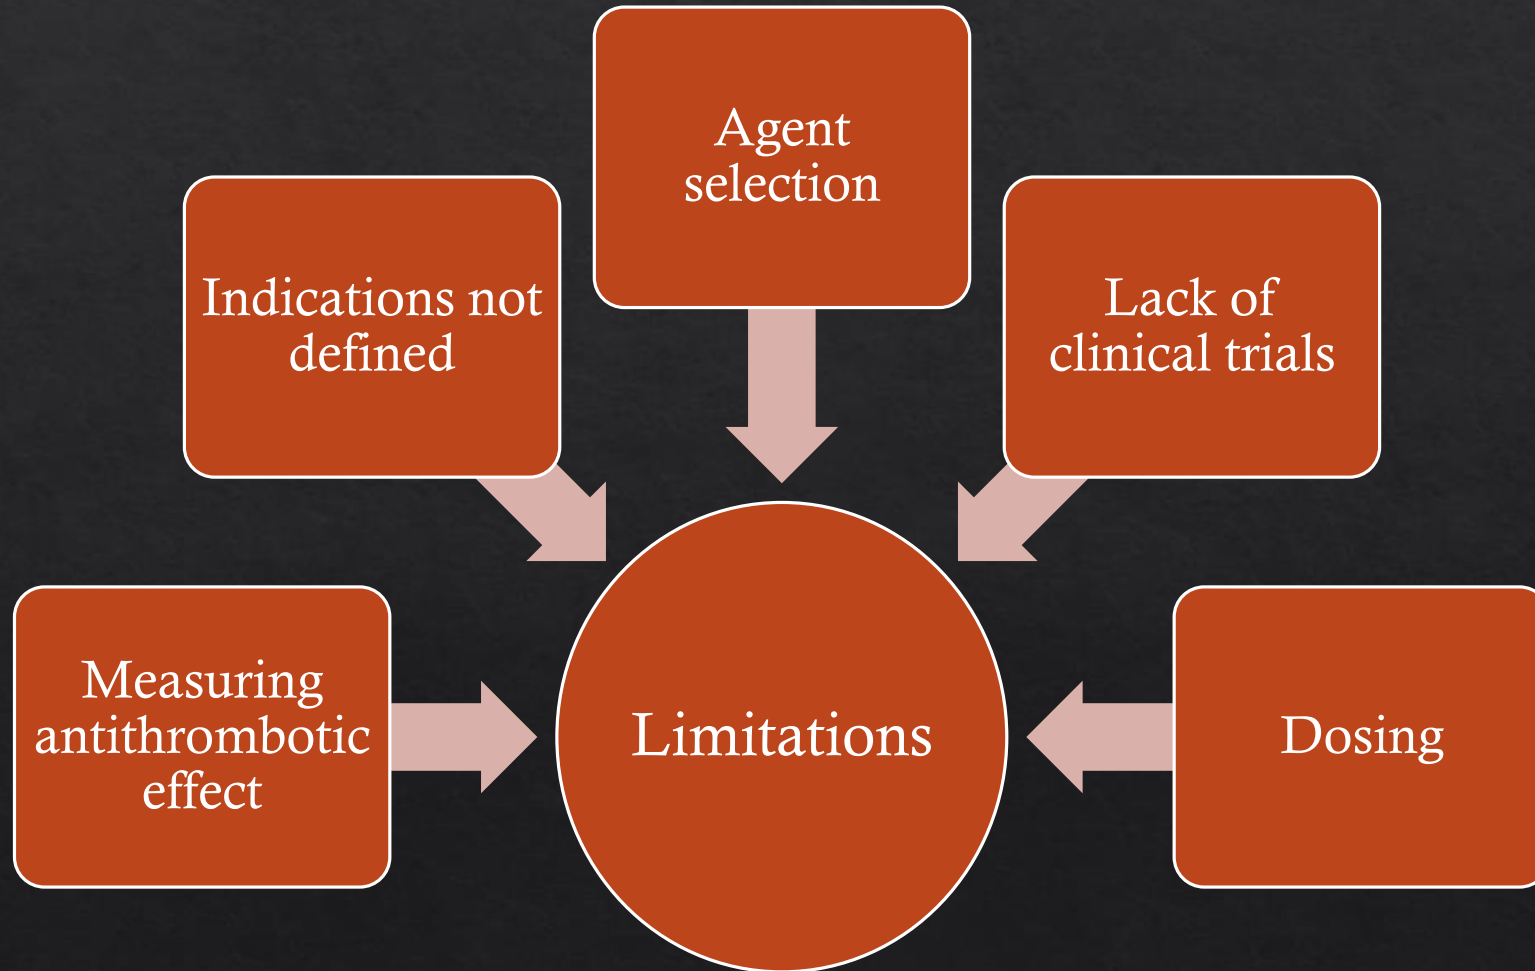 Agent
selection
Indications not
defined
Lack of
clinical trials
Measuring
antithrombotic
effect
Limitations
Dosing